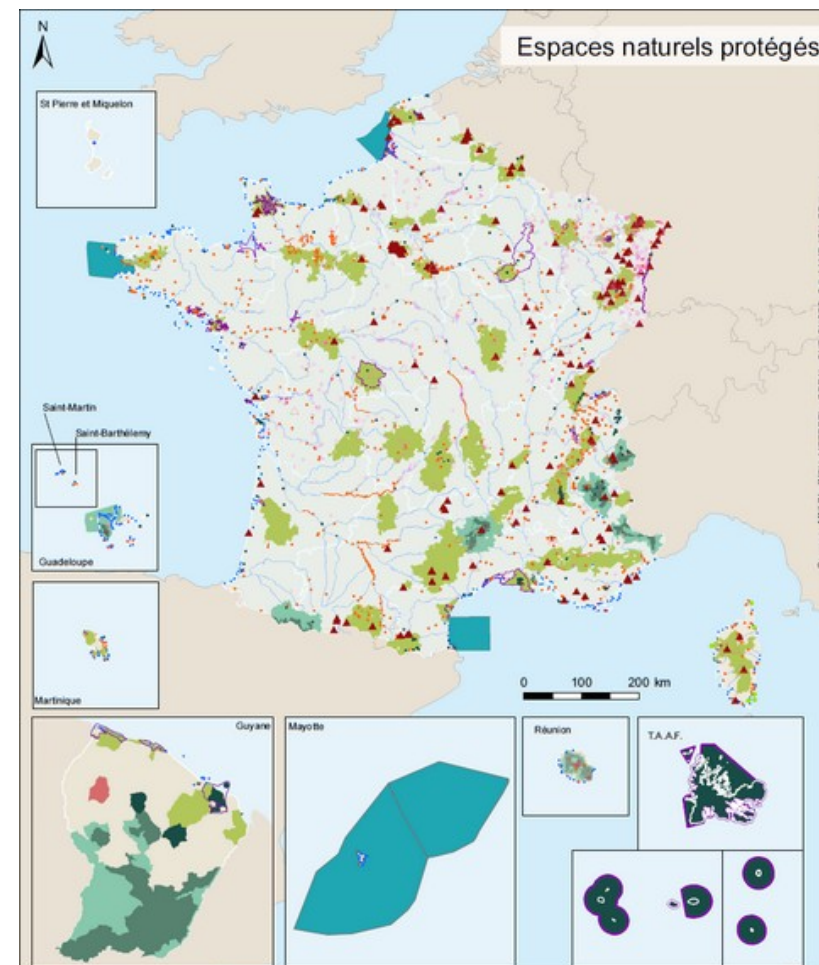 N
Espaces naturels protégés
St Pierre et Miquelon
Saint-Martin
Saint-Barthélemy
Guadeloupe
Martinique
0 100 200 km
Guyane
Mayotte
Réunion
T.A.A.F.